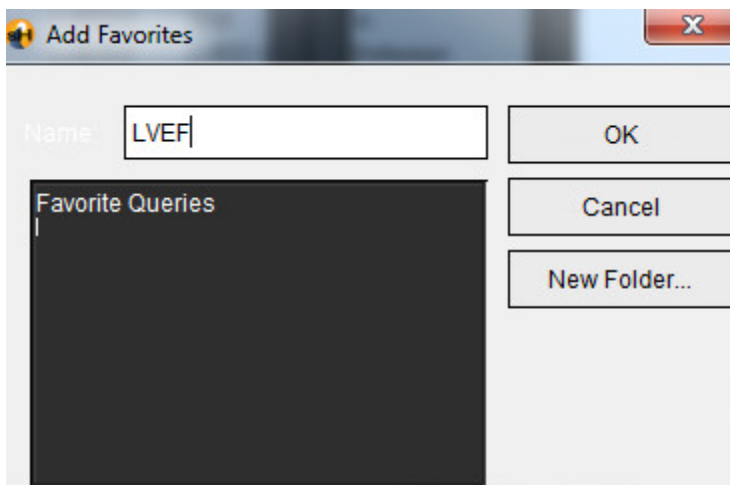 Add Favorites
Name:
LVEF
OK
Favorite Queries
Cancel
New Folder...